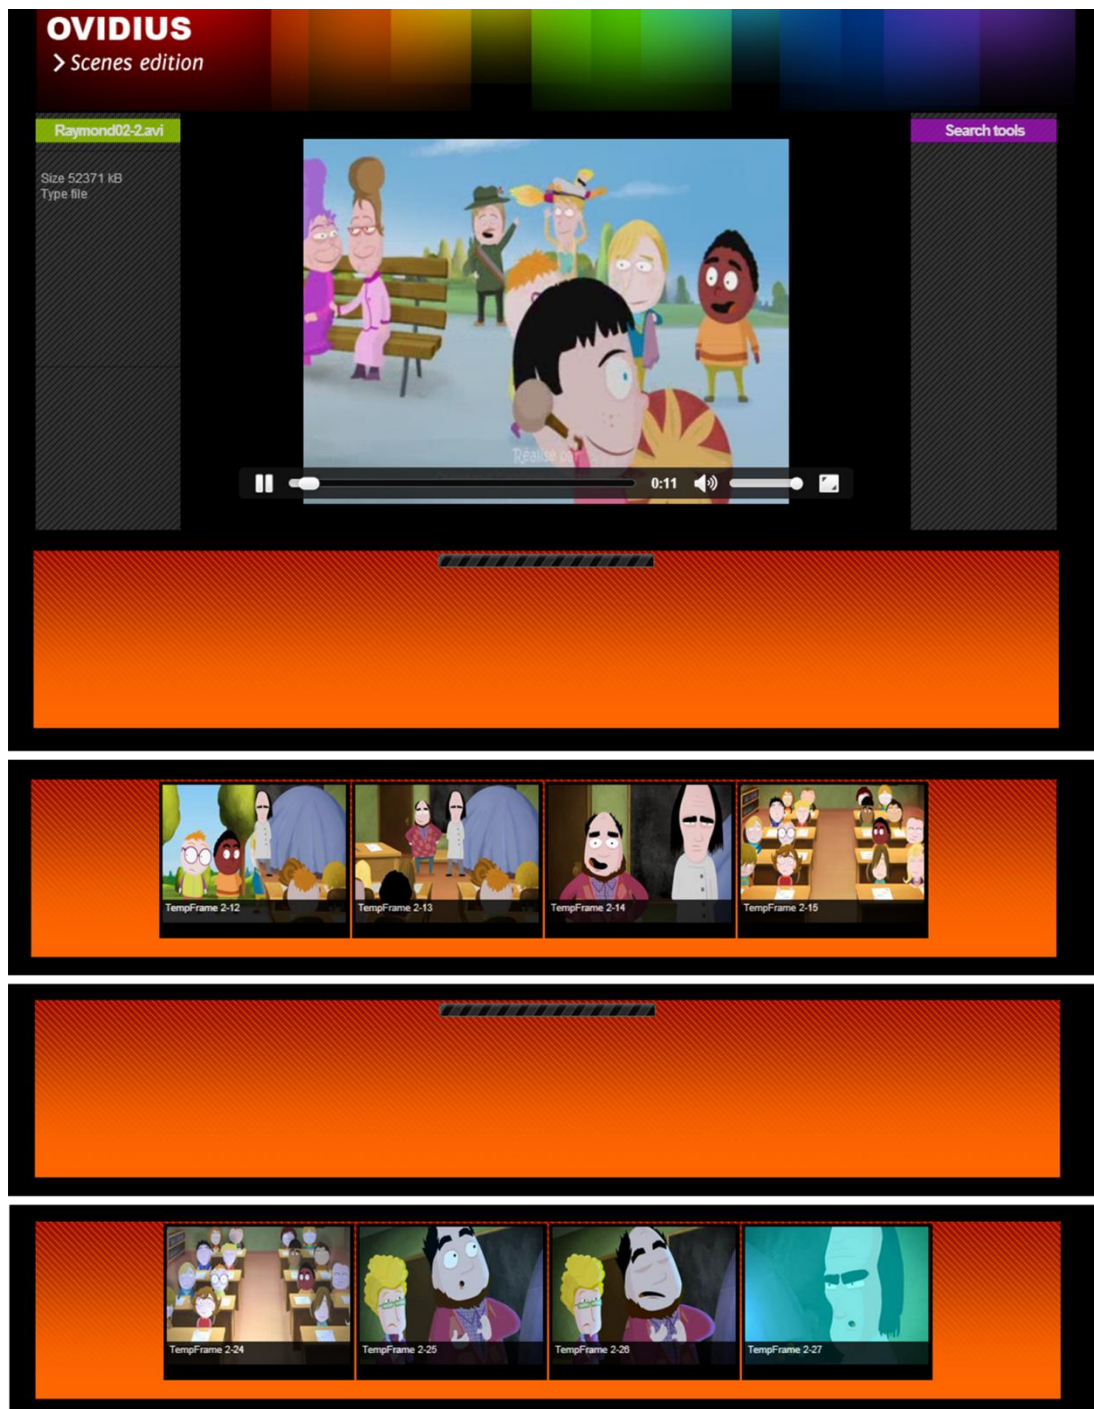 OVIDIUS
> Scenes edition
Raymond02-2.avi
Search tools
Size 52371 kB
Type file
Réalisé par
0:11
TempFrame 2-12
TempFrame 2-13
TempFrame 2-14
TempFrame 2-15
TempFrame 2-24
TempFrame 2-25
TempFrame 2-26
TempFrame 2-27